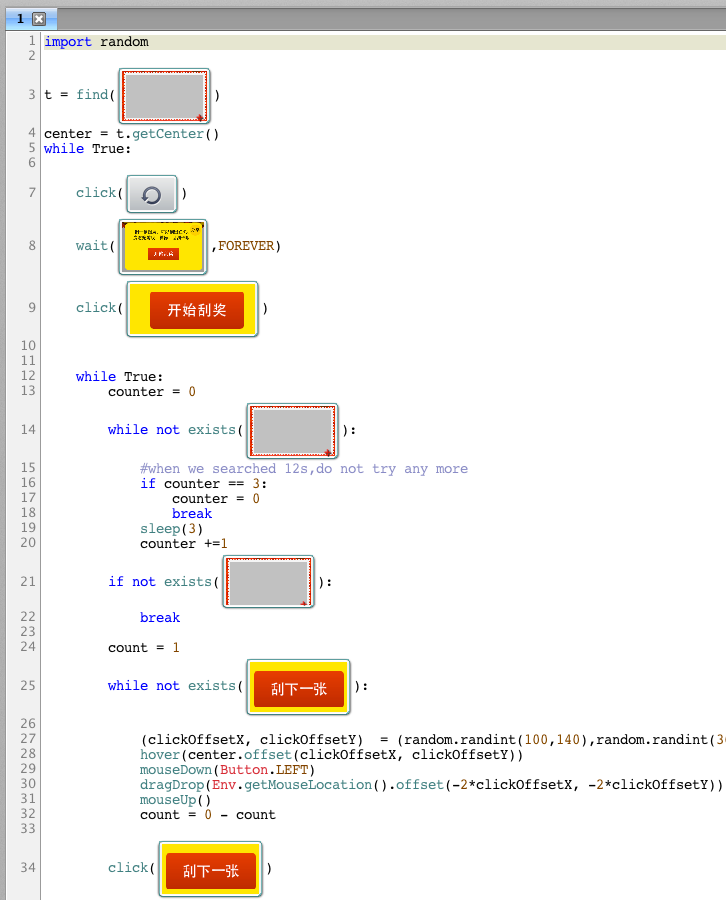 1
1 import random
2
3 t = find( )
4 center = t.getCenter()
5 while True:
6
7 click( )
8 wait( ,FOREVER)
9 click( 开始刮奖 )
10
11
12 while True:
13 counter = 0
14 while not exists( ):
15 #when we searched 12s,do not try any more
16 if counter == 3:
17 counter = 0
18 break
19 sleep(3)
20 counter +=1
21 if not exists( ):
22 break
23
24 count = 1
25 while not exists( 刮下一张 ):
26
27 (clickOffsetX, clickOffsetY) = (random.randint(100,140),random.randint(3
28 hover(center.offset(clickOffsetX, clickOffsetY))
29 mouseDown(Button.LEFT)
30 dragDrop(Env.getMouseLocation().offset(-2*clickOffsetX, -2*clickOffsetY))
31 mouseUp()
32 count = 0 - count
33
34 click( 刮下一张 )